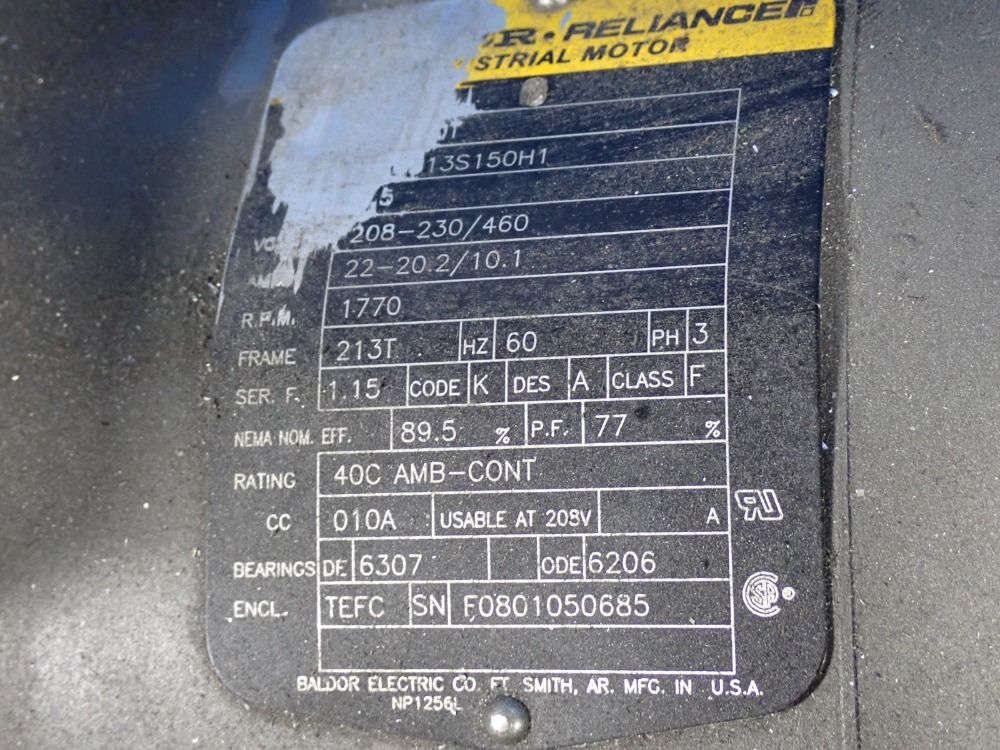 R·RELIANCER
STRIAL MOTOR
01
13S150H1
5
208-230/460
22-20.2/10.1
R.P.M. 1770
FRAME 213T HZ 60 PH 3
SER. F. 1.15 CODE K DES A CLASS F
NEMA NOM. EFF. 89.5 % P.F. 77 %
RATING 40C AMB-CONT
CC 010A USABLE AT 208V A
BEARINGS DE 6307 ODE 6206
ENCL. TEFC SN F0801050685
BALDOR ELECTRIC CO. FT. SMITH, AR. MFG. IN U.S.A.
NP1256L